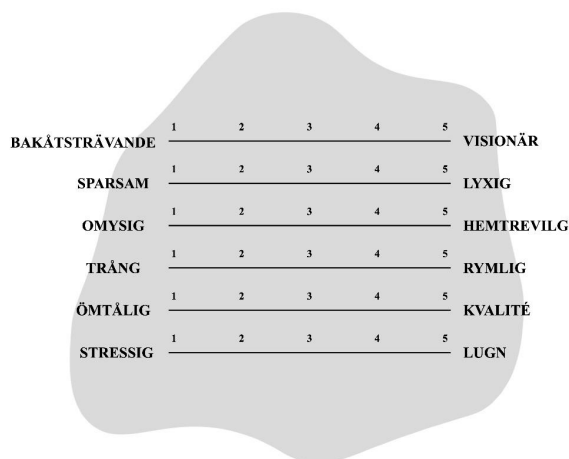 1 2 3 4 5
BAKÅTSTRÄVANDE VISIONÄR
1 2 3 4 5
SPARSAM LYXIG
1 2 3 4 5
OMYSIG HEMTREVILG
1 2 3 4 5
TRÅNG RYMLIG
1 2 3 4 5
ÖMTÅLIG KVALITÉ
1 2 3 4 5
STRESSIG LUGN